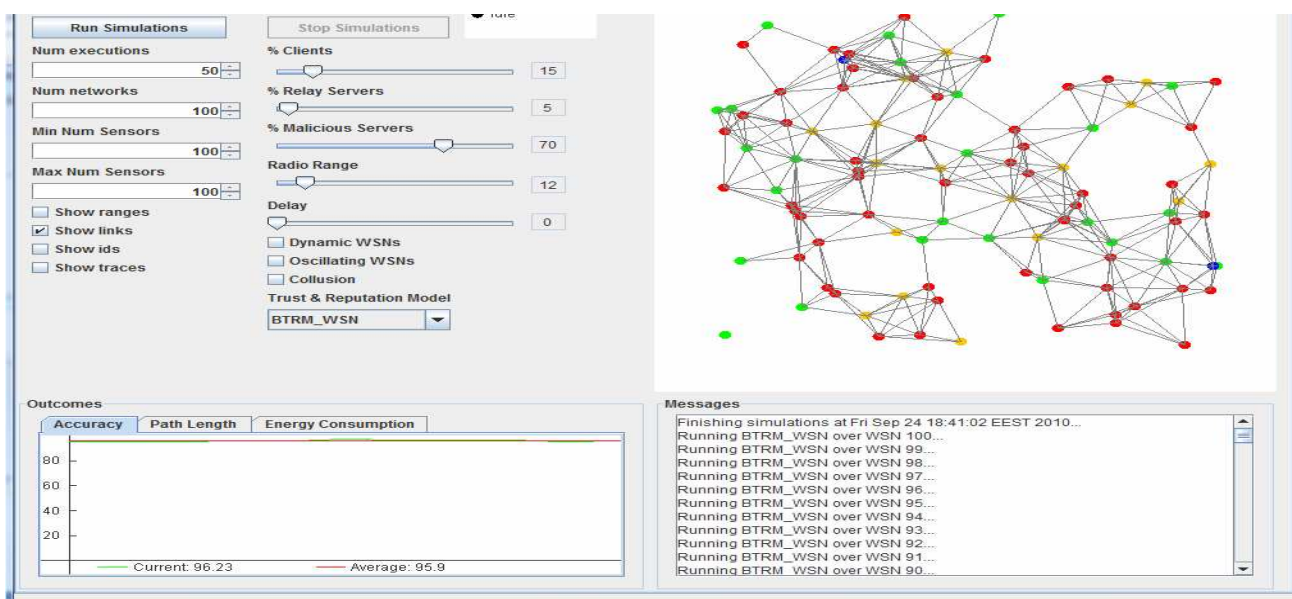 Idle
Run Simulations
Stop Simulations
Num executions
50
Num networks
100
Min Num Sensors
100
Max Num Sensors
100
Show ranges
Show links
Show ids
Show traces
% Clients
15
% Relay Servers
5
% Malicious Servers
70
Radio Range
12
Delay
0
Dynamic WSNs
Oscillating WSNs
Collusion
Trust & Reputation Model
BTRM_WSN
Outcomes
Accuracy Path Length Energy Consumption
80
60
40
20
Current: 96.23 Average: 95.9
Messages
Finishing simulations at Fri Sep 24 18:41:02 EEST 2010...
Running BTRM_WSN over WSN 100...
Running BTRM_WSN over WSN 99...
Running BTRM_WSN over WSN 98...
Running BTRM_WSN over WSN 97...
Running BTRM_WSN over WSN 96...
Running BTRM_WSN over WSN 95...
Running BTRM_WSN over WSN 94...
Running BTRM_WSN over WSN 93...
Running BTRM_WSN over WSN 92...
Running BTRM_WSN over WSN 91...
Running BTRM_WSN over WSN 90...